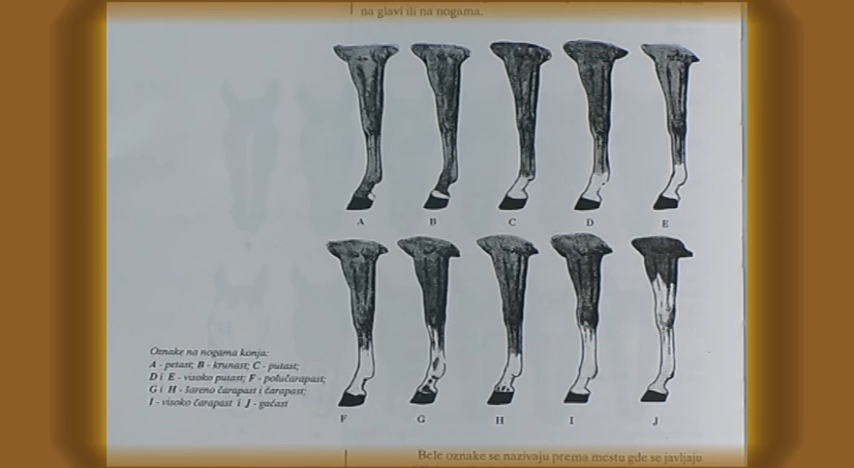 na glavi ili na nogama.
A B C D E
F G H I J
Oznake na nogama konja:
A - petast; B - krunast; C - putast;
D i E - visoko putast; F - polučarapast;
G i H - šareno čarapast i čarapast;
I - visoko čarapast i J - gaćast
Bele oznake se nazivaju prema mestu gde se javljaju